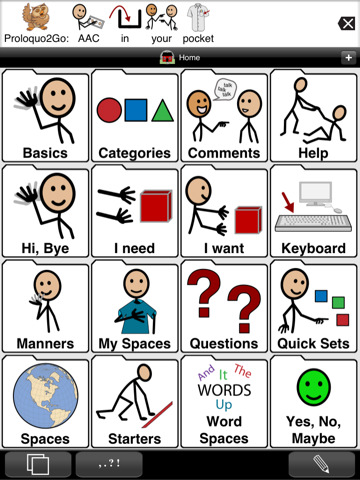 Proloquo2Go: AAC in your pocket
Home
Basics Categories Comments Help
talk talk talk
Hi, Bye I need I want Keyboard
Manners My Spaces Questions Quick Sets
And It The
WORDS
Up
Spaces Starters Word Spaces Yes, No, Maybe
, . ? !